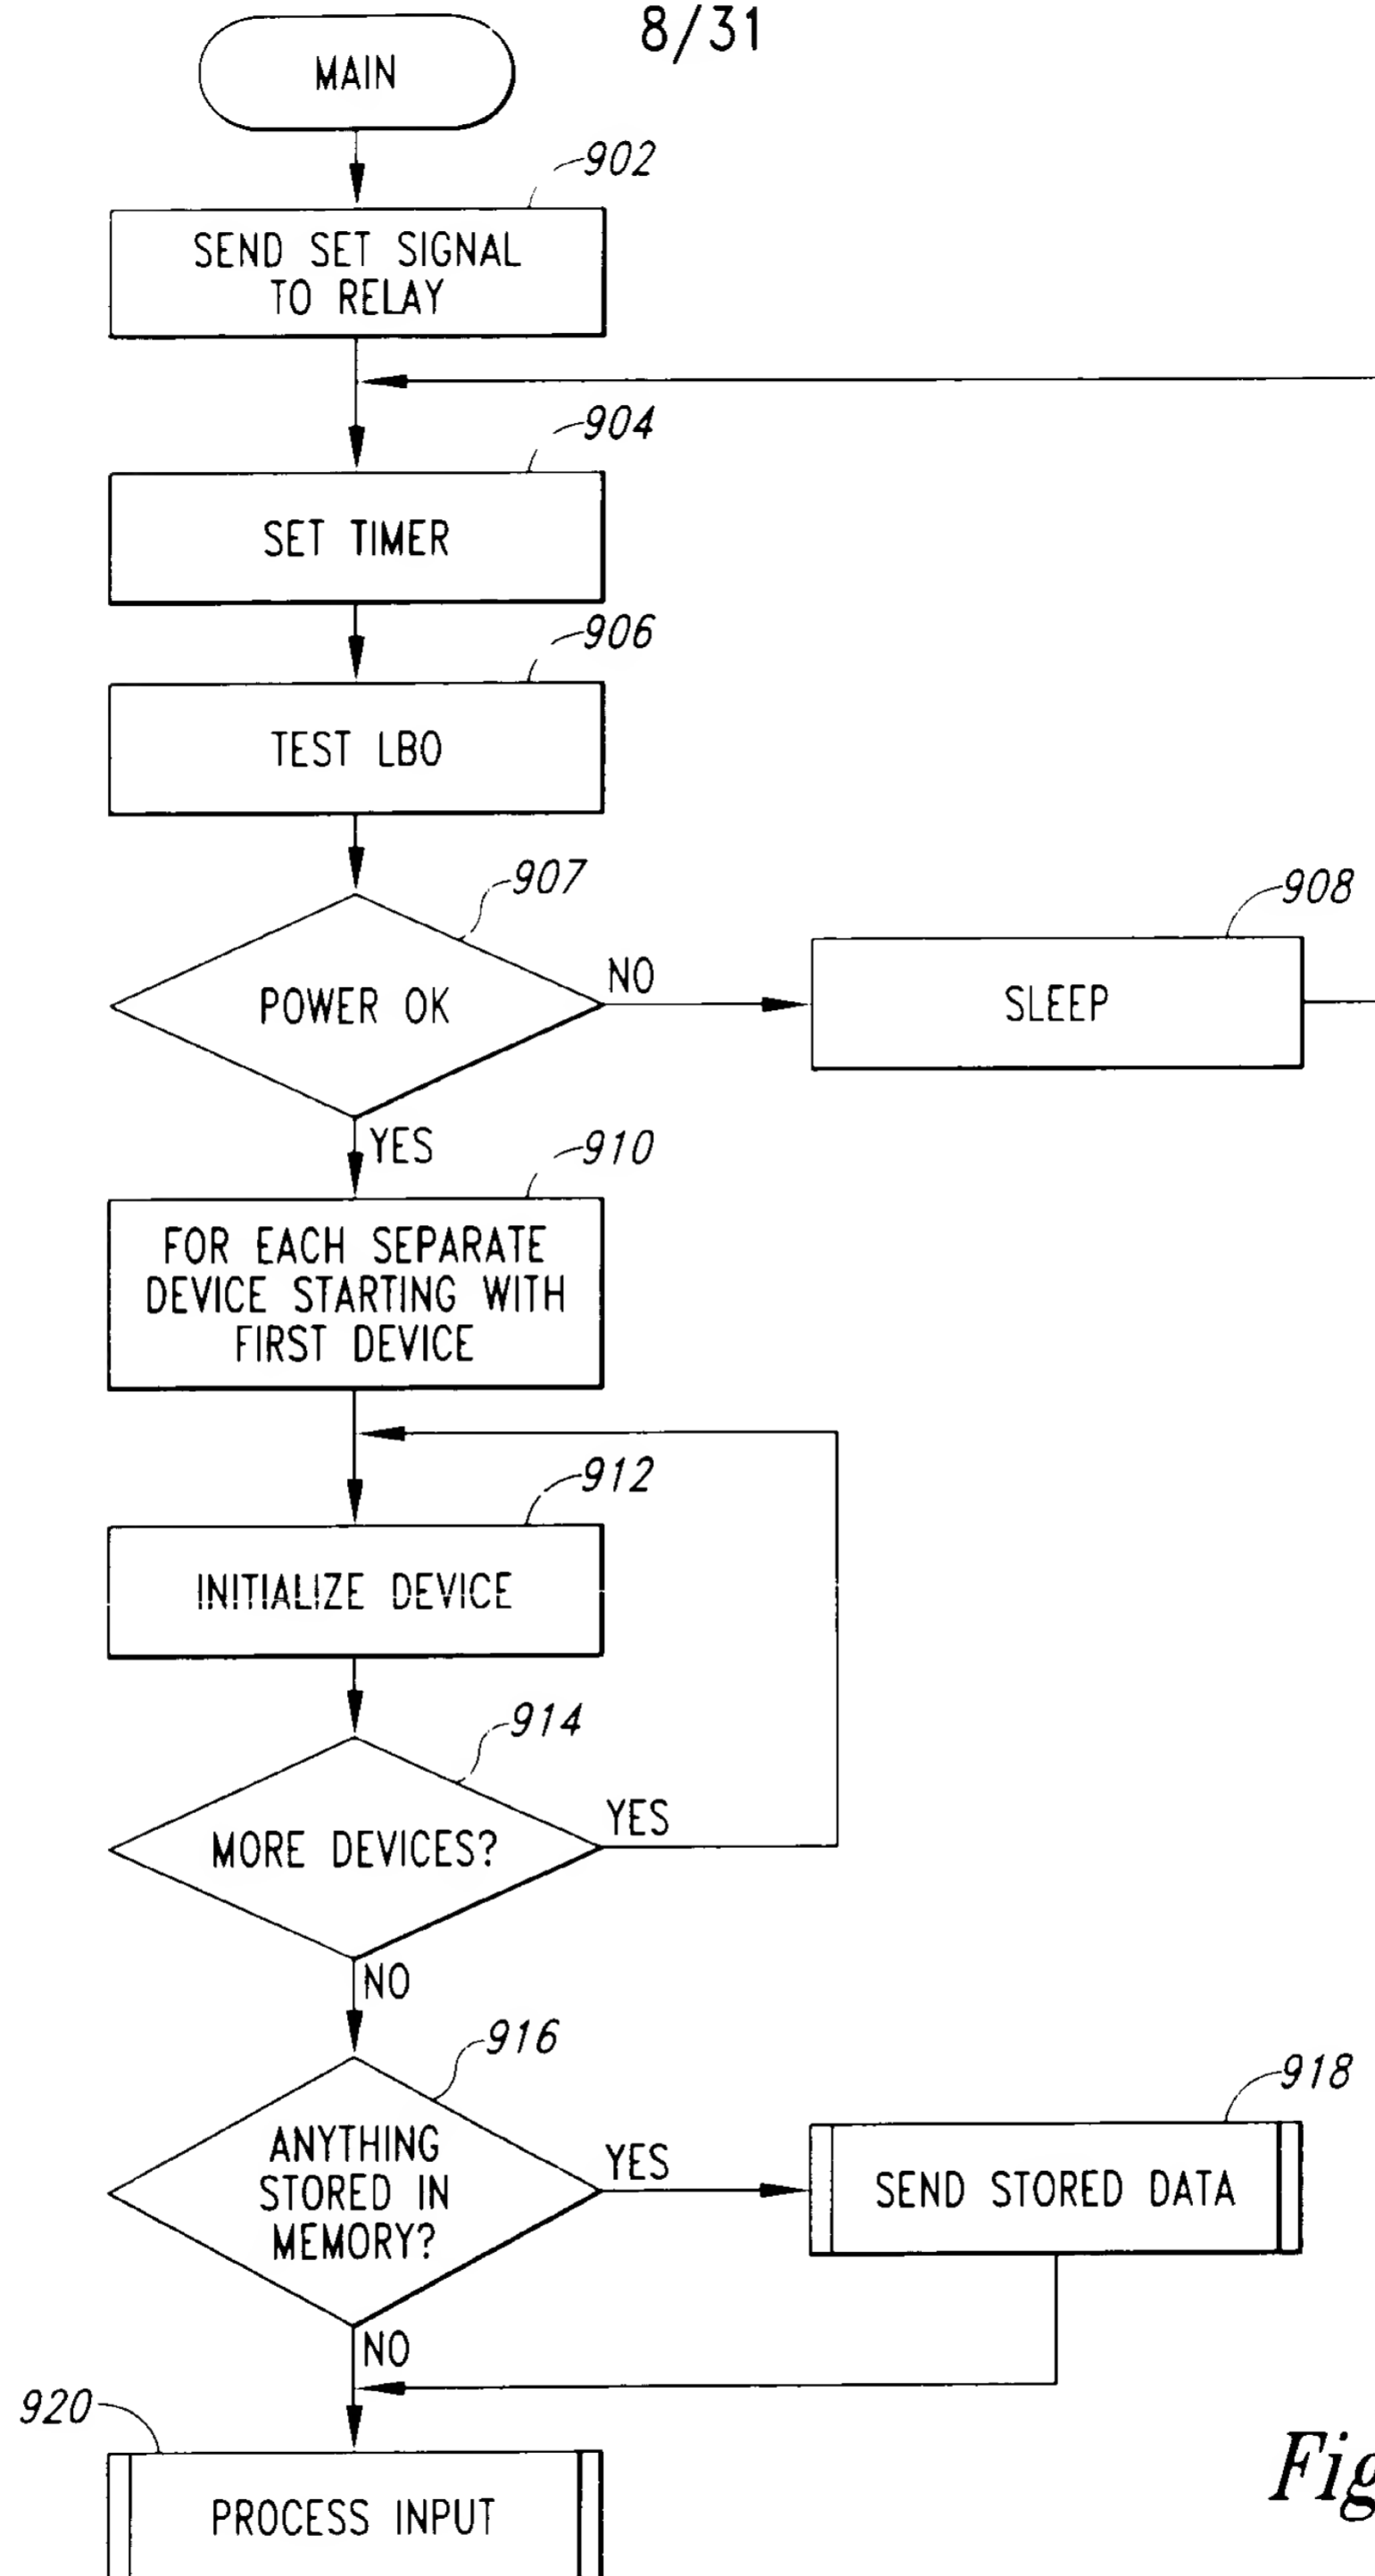 8/31
MAIN
902
SEND SET SIGNAL
TO RELAY
904
SET TIMER
906
TEST LBO
907
POWER OK
NO
908
SLEEP
YES
910
FOR EACH SEPARATE
DEVICE STARTING WITH
FIRST DEVICE
912
INITIALIZE DEVICE
914
MORE DEVICES?
YES
NO
916
ANYTHING
STORED IN
MEMORY?
YES
918
SEND STORED DATA
NO
920
PROCESS INPUT
Fig